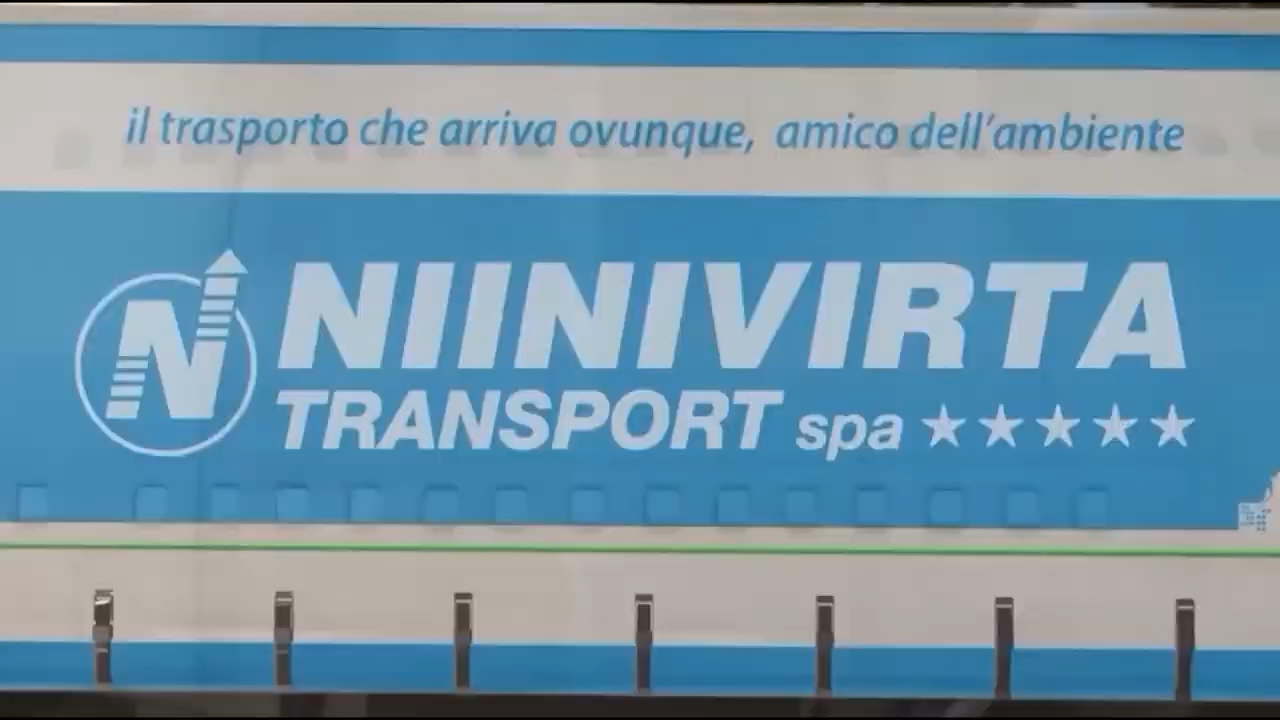 il trasporto che arriva ovunque, amico dell'ambiente
N
NIINIVIRTA
TRANSPORT spa ★★★★★